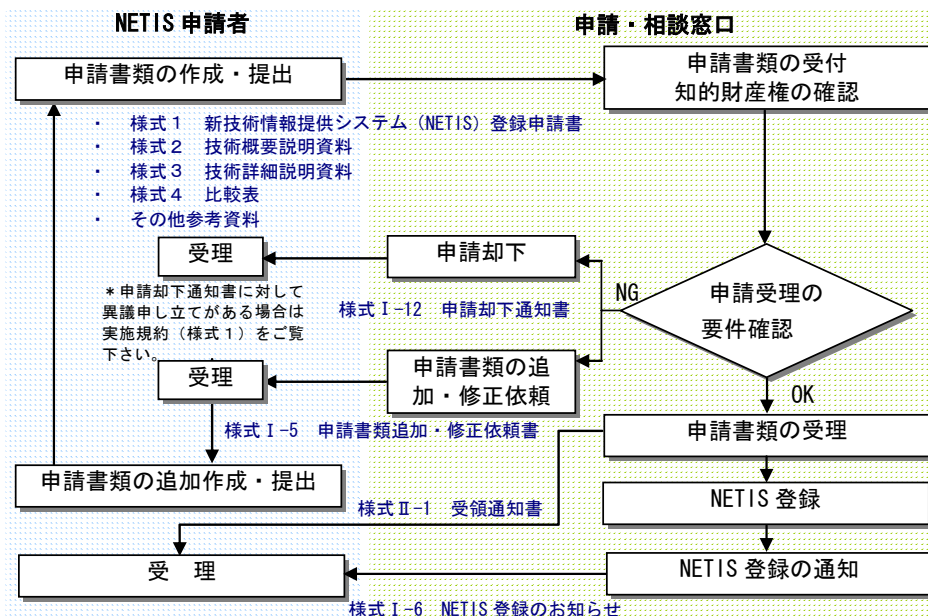 NETIS 申請者
申請・相談窓口
申請書類の作成・提出
申請書類の受付
知的財産権の確認
・ 様式1 新技術情報提供システム（NETIS）登録申請書
・ 様式2 技術概要説明資料
・ 様式3 技術詳細説明資料
・ 様式4 比較表
・ その他参考資料
受理
申請却下
NG
申請受理の
要件確認
＊申請却下通知書に対して
異議申し立てがある場合は
実施規約（様式1）をご覧
下さい。
様式Ⅰ-12 申請却下通知書
受理
申請書類の追
加・修正依頼
OK
様式Ⅰ-5 申請書類追加・修正依頼書
申請書類の受理
申請書類の追加作成・提出
様式Ⅱ-1 受領通知書
NETIS 登録
受 理
NETIS 登録の通知
様式Ⅰ-6 NETIS 登録のお知らせ